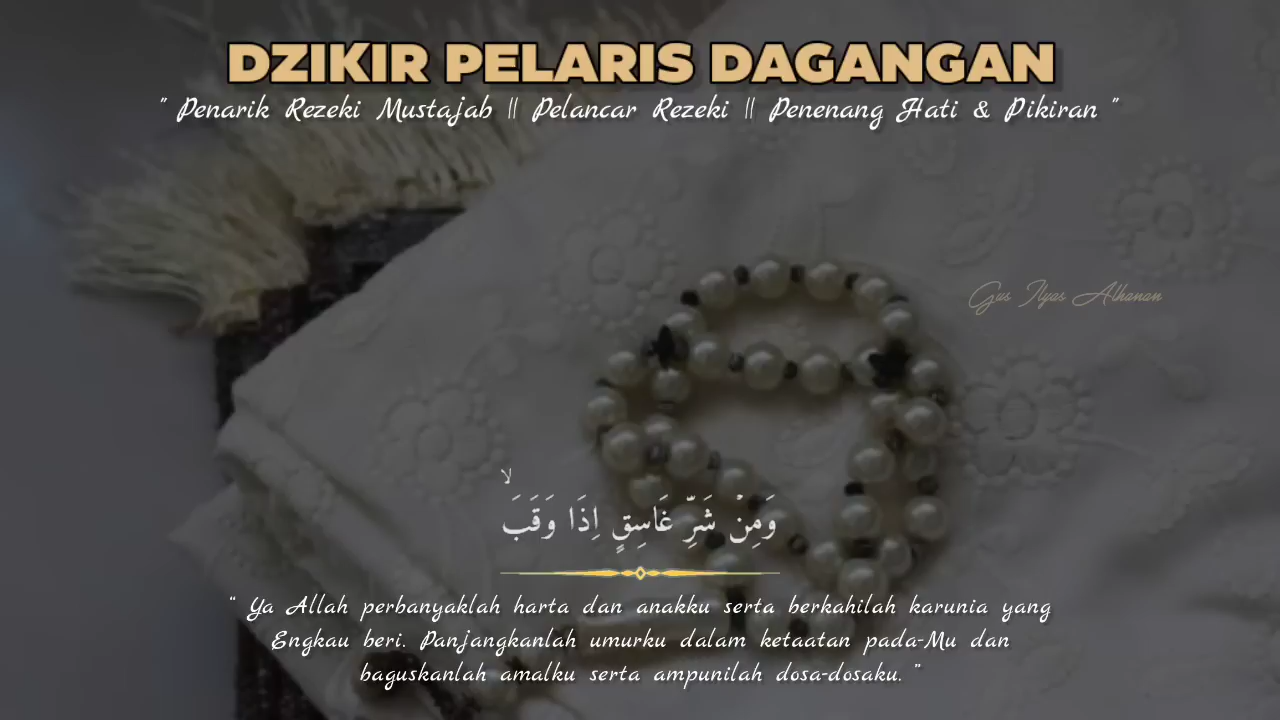 DZIKIR PELARIS DAGANGAN
" Penarik Rezeki Mustajab || Pelancar Rezeki || Penenang Hati & Pikiran "
Gus Ilyas Alhanan
وَمِنْ شَرِّ غَاسِقٍ اِذَا وَقَبَۙ
" Ya Allah perbanyaklah harta dan anakku serta berkahilah karunia yang
Engkau beri. Panjangkanlah umurku dalam ketaatan pada-Mu dan
baguskanlah amalku serta ampunilah dosa-dosaku. "